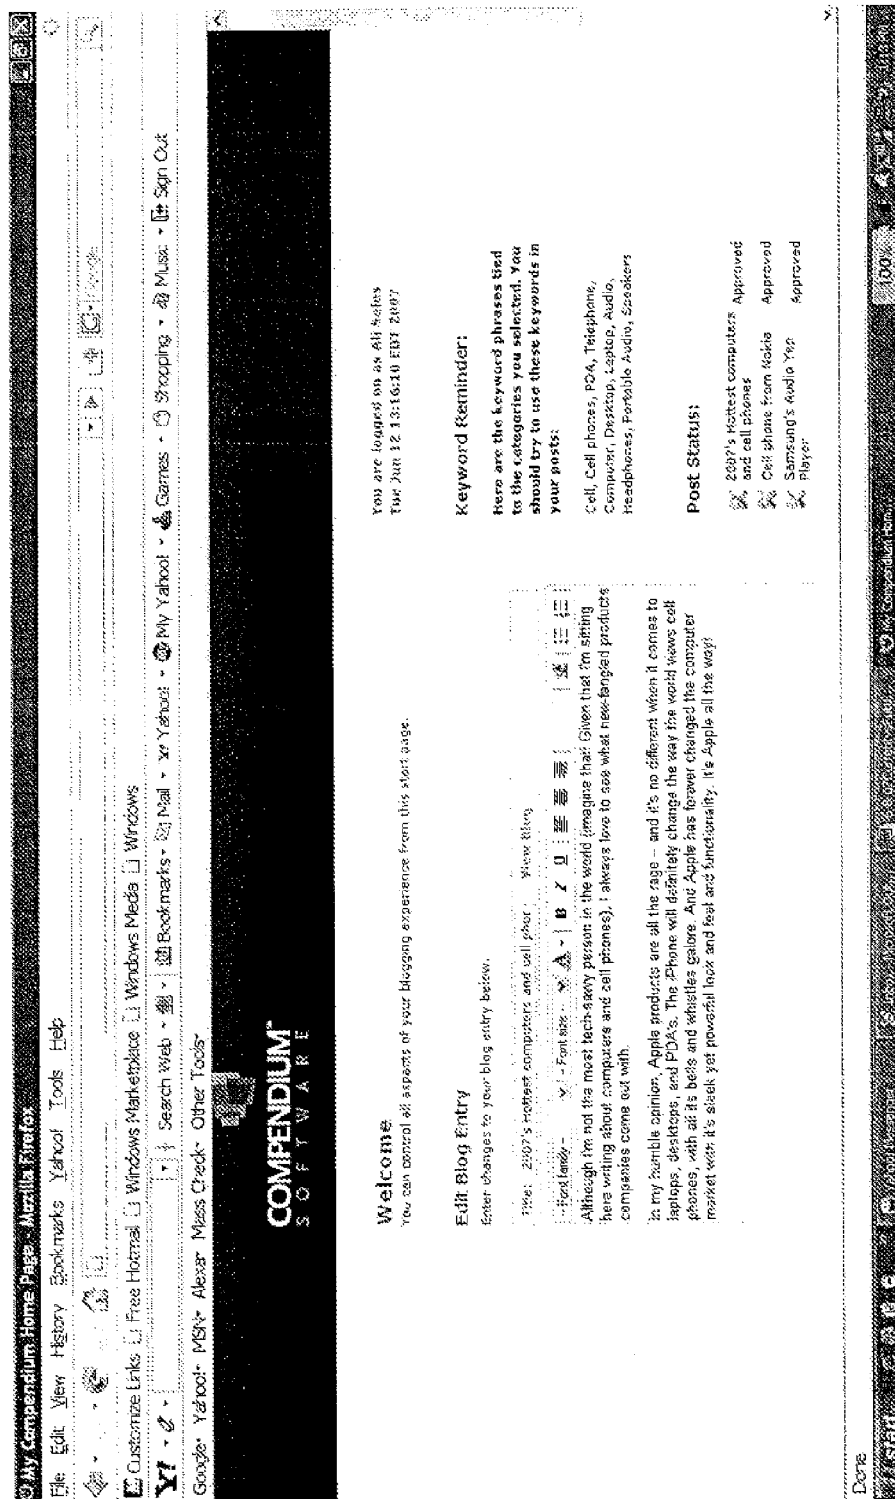 My Compendium Home Page - Mozilla Firefox
File Edit View History Bookmarks Yahoo! Tools Help
Customize Links Free Hotmail Windows Marketplace Windows Media Windows
Y! Search Web Bookmarks Mail My Yahoo! Games Shopping Music Sign Out
Google Yahoo! MSN Alexa Mass Check Other Tools
COMPENDIUM™
SOFTWARE
Welcome
You can control all aspects of your blogging experience from this start page.
Edit Blog Entry
Enter changes to your blog entry below.
Title: 2007's Hottest computers and cell phor View Blog
- Font family - - Font size - A B I U
Although I'm not the most tech-savvy person in the world (imagine that! Given that I'm sitting
here writing about computers and cell phones), I always love to see what new-fangled products
companies come out with.
In my humble opinion, Apple products are all the rage -- and it's no different when it comes to
laptops, desktops, and PDA's. The iPhone will definitely change the way the world views cell
phones, with all its bells and whistles galore. And Apple has forever changed the computer
market with it's sleek yet powerful look and feel and functionality. It's Apple all the way!
You are logged on as Ali
Tue Jun 12 13:16:10 EDT 2007
Keyword Reminder:
Here are the keyword phrases tied
to the categories you selected. You
should try to use these keywords in
your posts:
Cell, Cell phones, PDA, Telephone,
Computer, Desktop, Laptop, Audio,
Headphones, Portable Audio, Speakers
Post Status:
2007's Hottest computers Approved
and cell phones
Cell phone from Nokia Approved
Samsung's Audio Approved
Player
Done
start
My Compendium Hom
100%